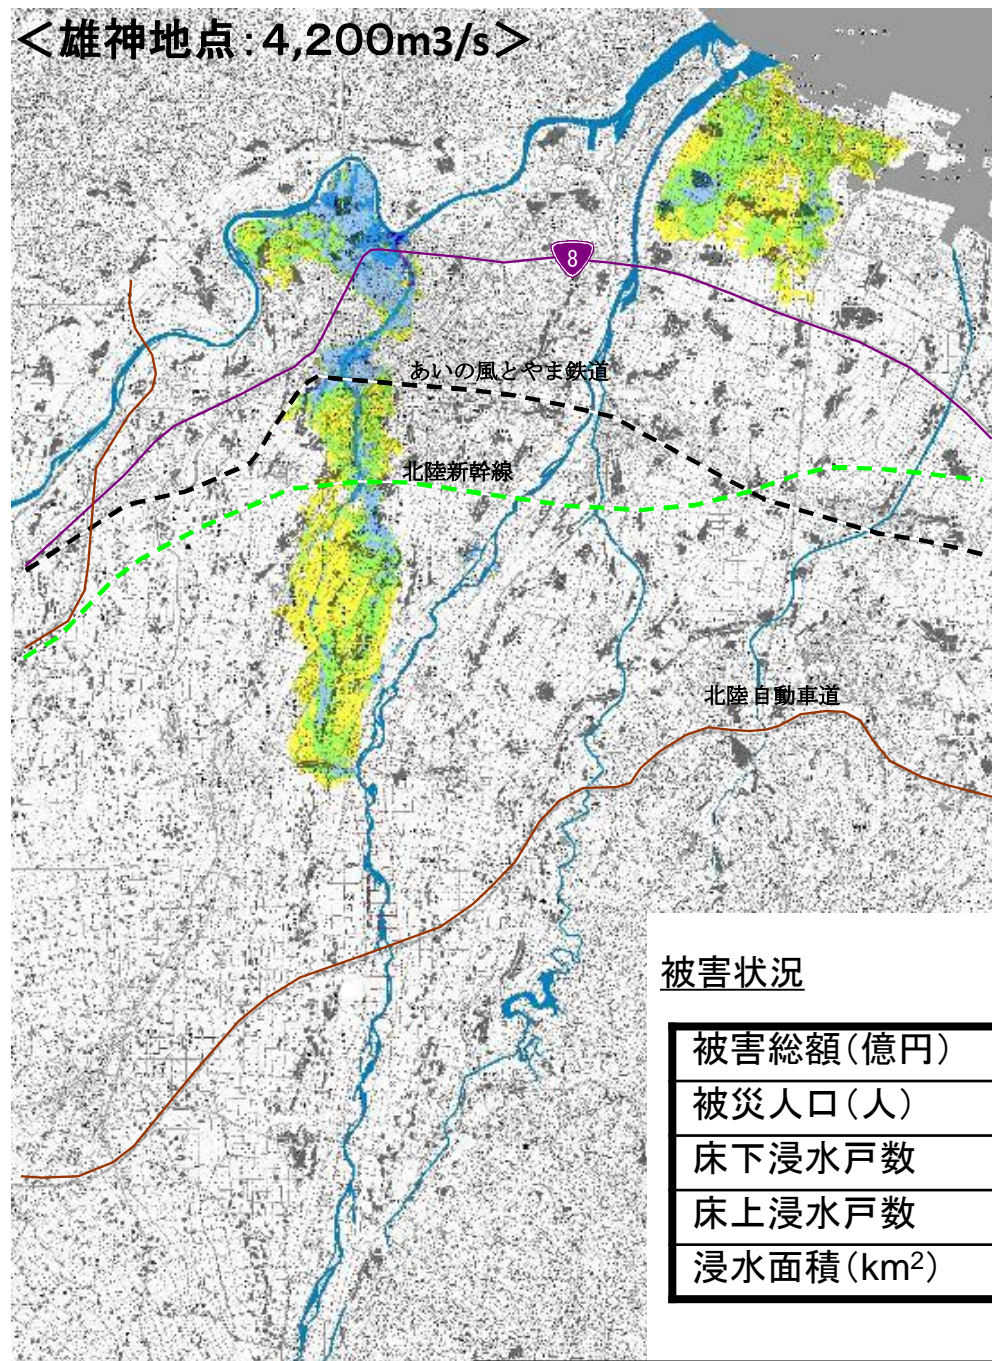 ＜雄神地点：4,200m3/s＞
8
あいの風とやま鉄道
北陸新幹線
北陸自動車道
被害状況
被害総額（億円）
被災人口（人）
床下浸水戸数
床上浸水戸数
浸水面積（km²）